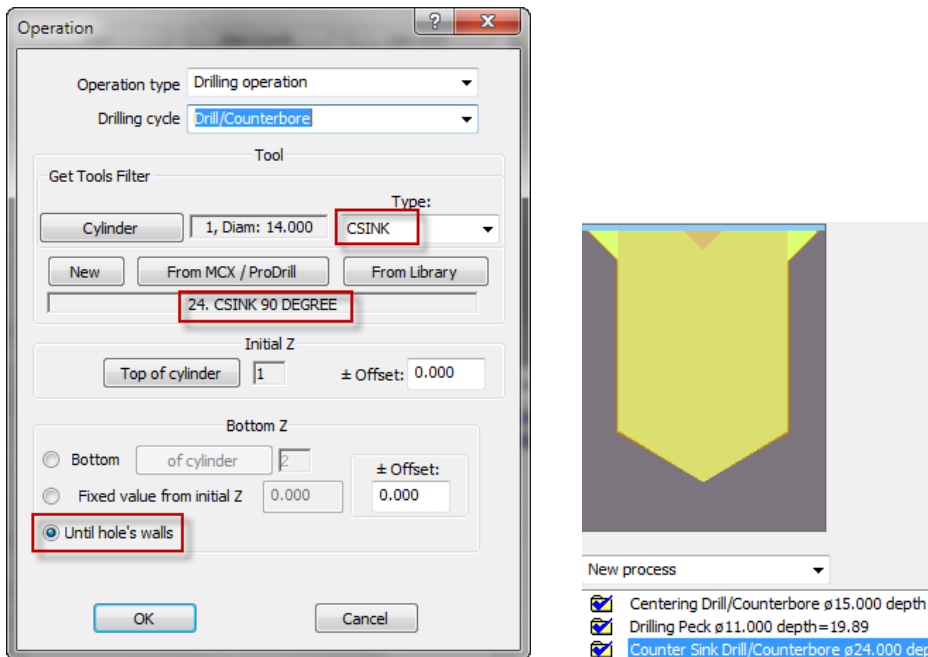 Operation
?
X
Operation type Drilling operation
Drilling cycle Drill/Counterbore
Tool
Get Tools Filter
Type:
Cylinder 1, Diam: 14.000 CSINK
New From MCX / ProDrill From Library
24. CSINK 90 DEGREE
Initial Z
Top of cylinder 1 ± Offset: 0.000
Bottom Z
Bottom of cylinder 2 ± Offset:
Fixed value from initial Z 0.000 0.000
Until hole's walls
OK Cancel
New process
Centering Drill/Counterbore ø15.000 depth
Drilling Peck ø11.000 depth=19.89
Counter Sink Drill/Counterbore ø24.000 dep